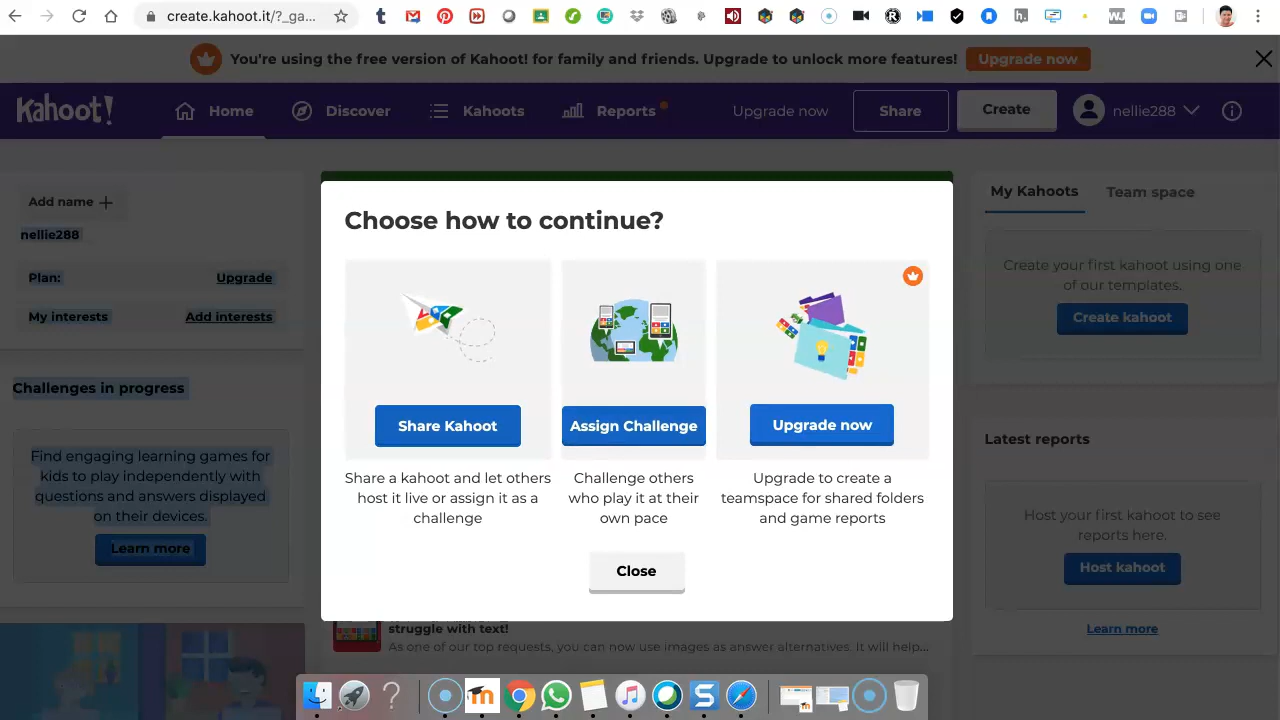 create.kahoot.it/?_ga...
You're using the free version of Kahoot! for family and friends. Upgrade to unlock more features!
Upgrade now
Kahoot!
Home
Discover
Kahoots
Reports
Upgrade now
Share
Create
nellie288
Add name +
nellie288
Plan:
Upgrade
My interests
Add interests
Challenges in progress
Find engaging learning games for
kids to play independently with
questions and answers displayed
on their devices.
Learn more
Choose how to continue?
Share Kahoot
Share a kahoot and let others
host it live or assign it as a
challenge
Assign Challenge
Challenge others
who play it at their
own pace
Upgrade now
Upgrade to create a
teamspace for shared folders
and game reports
Close
struggle with text!
As one of our top requests, you can now use images as answer alternatives. It will help...
My Kahoots
Team space
Create your first kahoot using one
of our templates.
Create kahoot
Latest reports
Host your first kahoot to see
reports here.
Host kahoot
Learn more